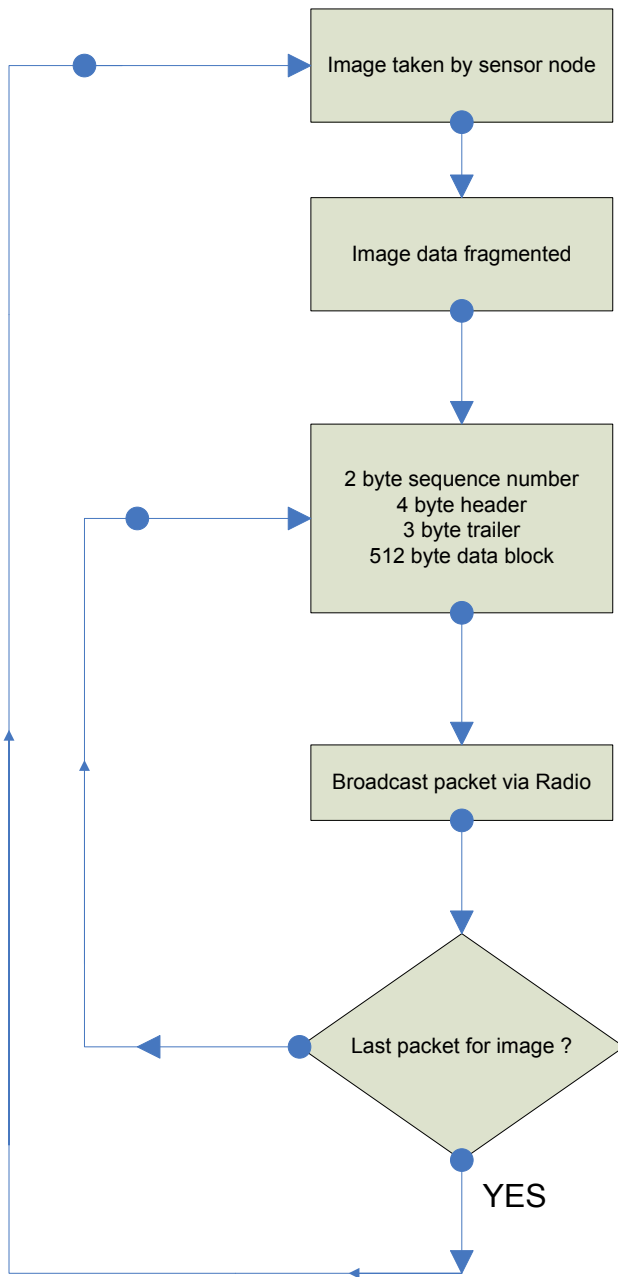 Image taken by sensor node
Image data fragmented
2 byte sequence number
4 byte header
3 byte trailer
512 byte data block
Broadcast packet via Radio
Last packet for image ?
YES